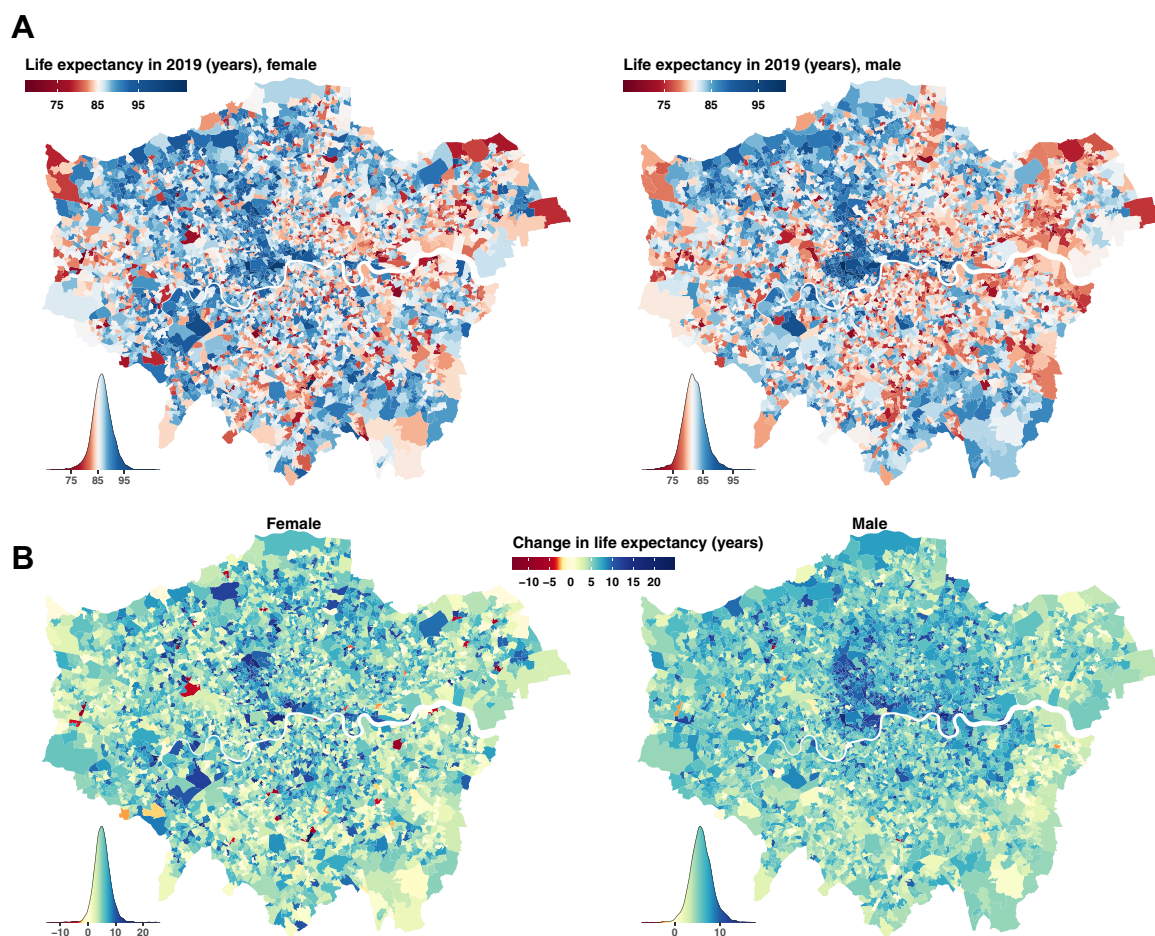 A
Life expectancy in 2019 (years), female
75 85 95
Life expectancy in 2019 (years), male
75 85 95
75 85 95
75 85 95
B
Female
Change in life expectancy (years)
−10 −5 0 5 10 15 20
Male
−10 0 10 20
0 10